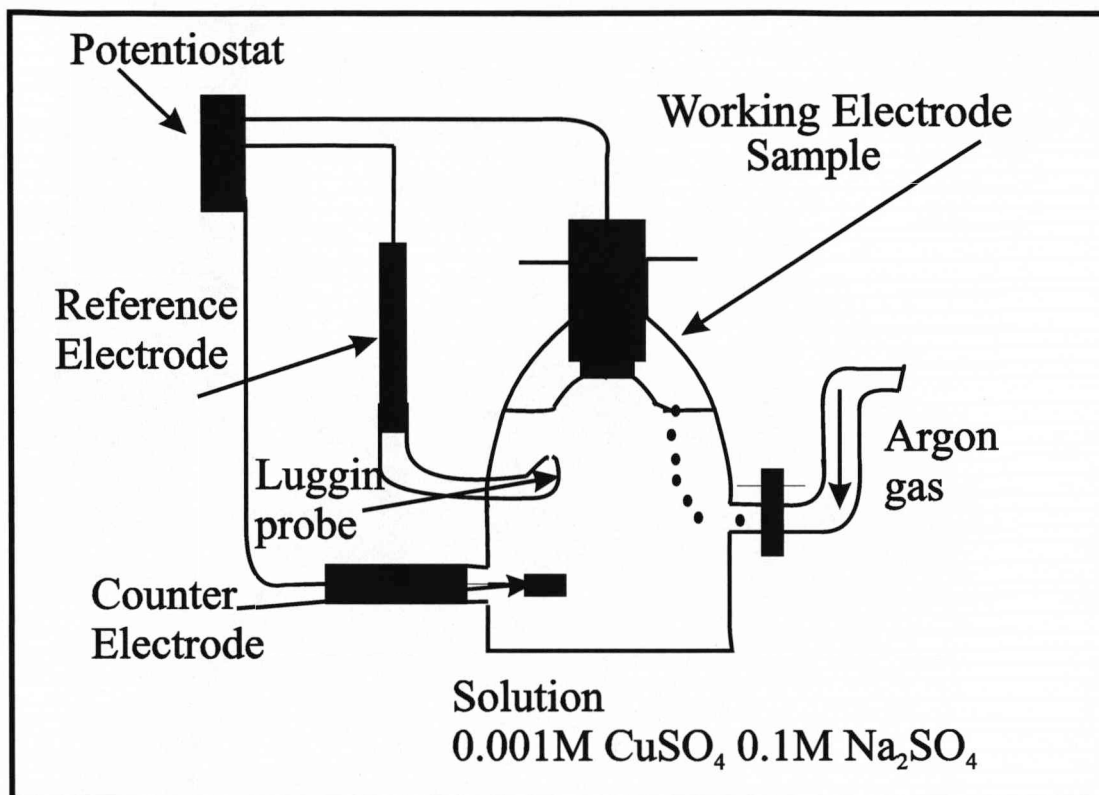 Potentiostat
Working Electrode
Sample
Reference
Electrode
Argon
gas
Luggin
probe
Counter
Electrode
Solution
0.001M CuSO₄ 0.1M Na₂SO₄